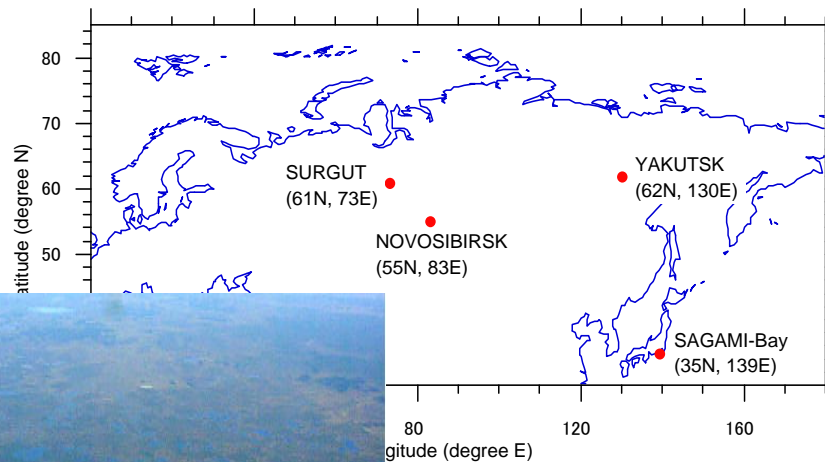 80
70
SURGUT
(61N, 73E)
YAKUTSK
(62N, 130E)
60
NOVOSIBIRSK
(55N, 83E)
50
atitude (degree N)
SAGAMI-Bay
(35N, 139E)
80
120
160
gitude (degree E)